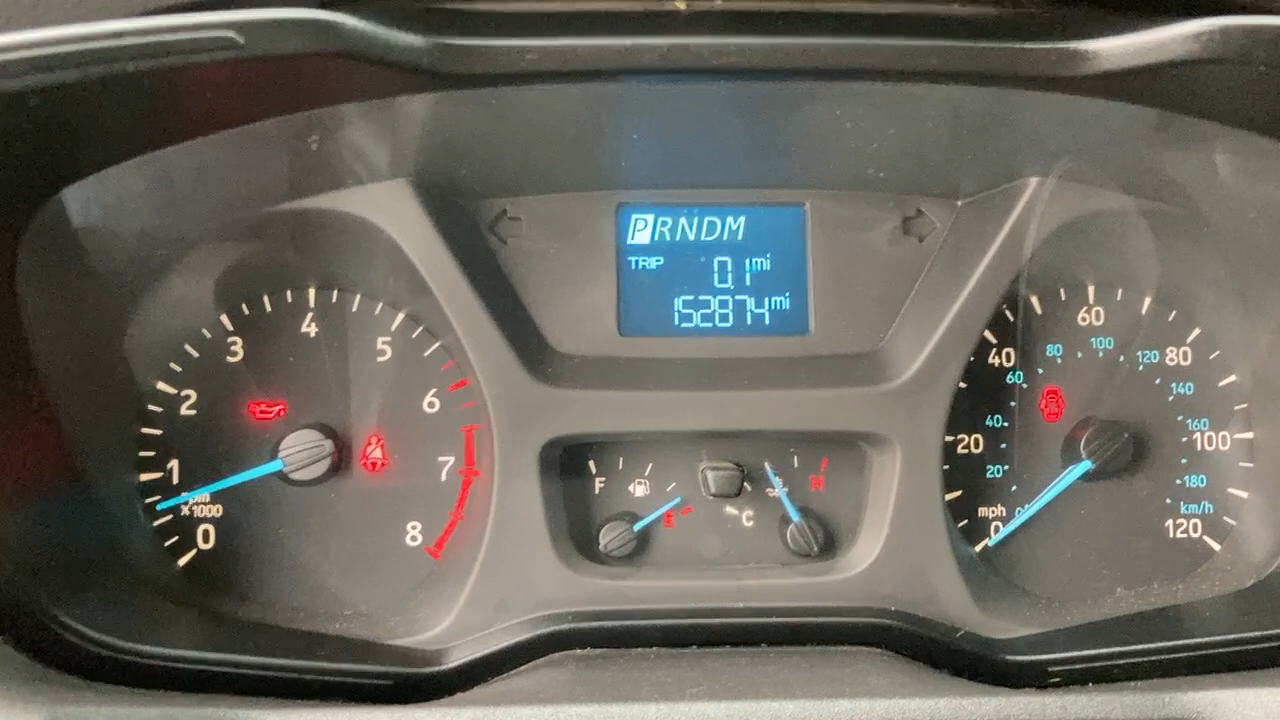 PRNDM
TRIP 0.1 mi
152874 mi
0 1 2 3 4 5 6 7 8
rpm
x1000
F E
C H
0 20 40 60 80 100 120
mph
20 40 60 80 100 120 140 160 180
km/h